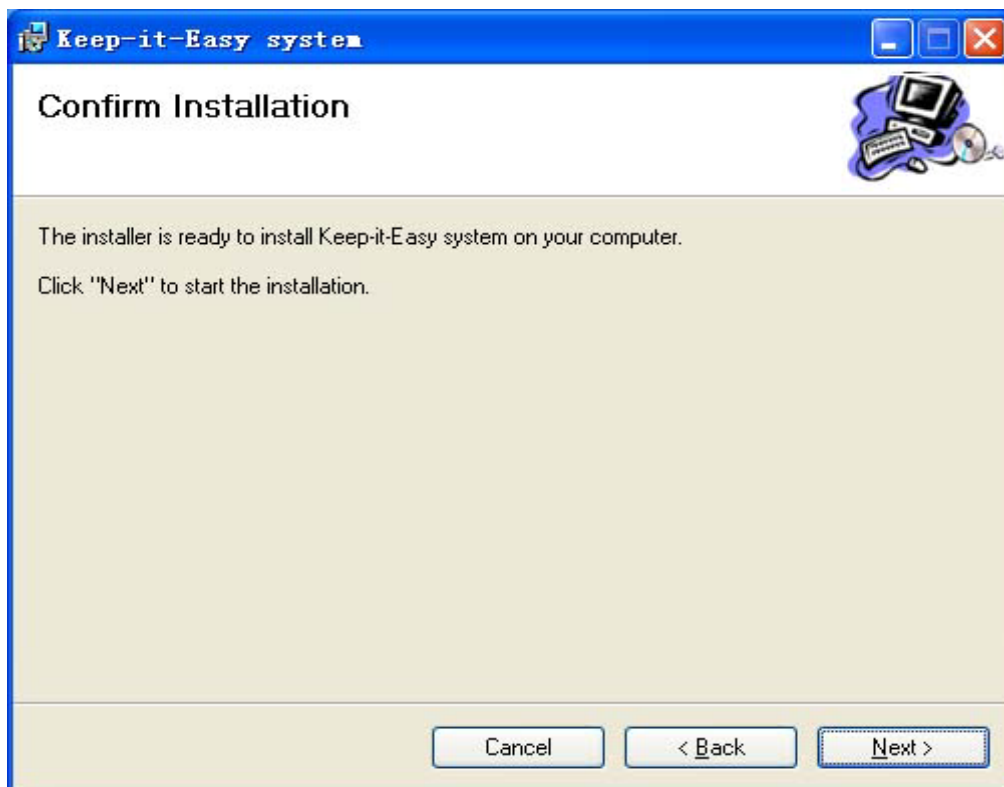 Keep-it-Easy system
Confirm Installation
The installer is ready to install Keep-it-Easy system on your computer.
Click "Next" to start the installation.
Cancel
< Back
Next >